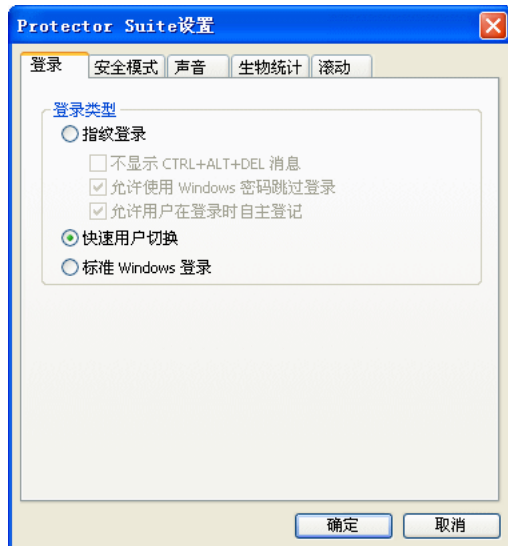 Protector Suite设置
登录 安全模式 声音 生物统计 滚动
登录类型
指纹登录
不显示 CTRL+ALT+DEL 消息
允许使用 Windows 密码跳过登录
允许用户在登录时自主登记
快速用户切换
标准 Windows 登录
确定 取消